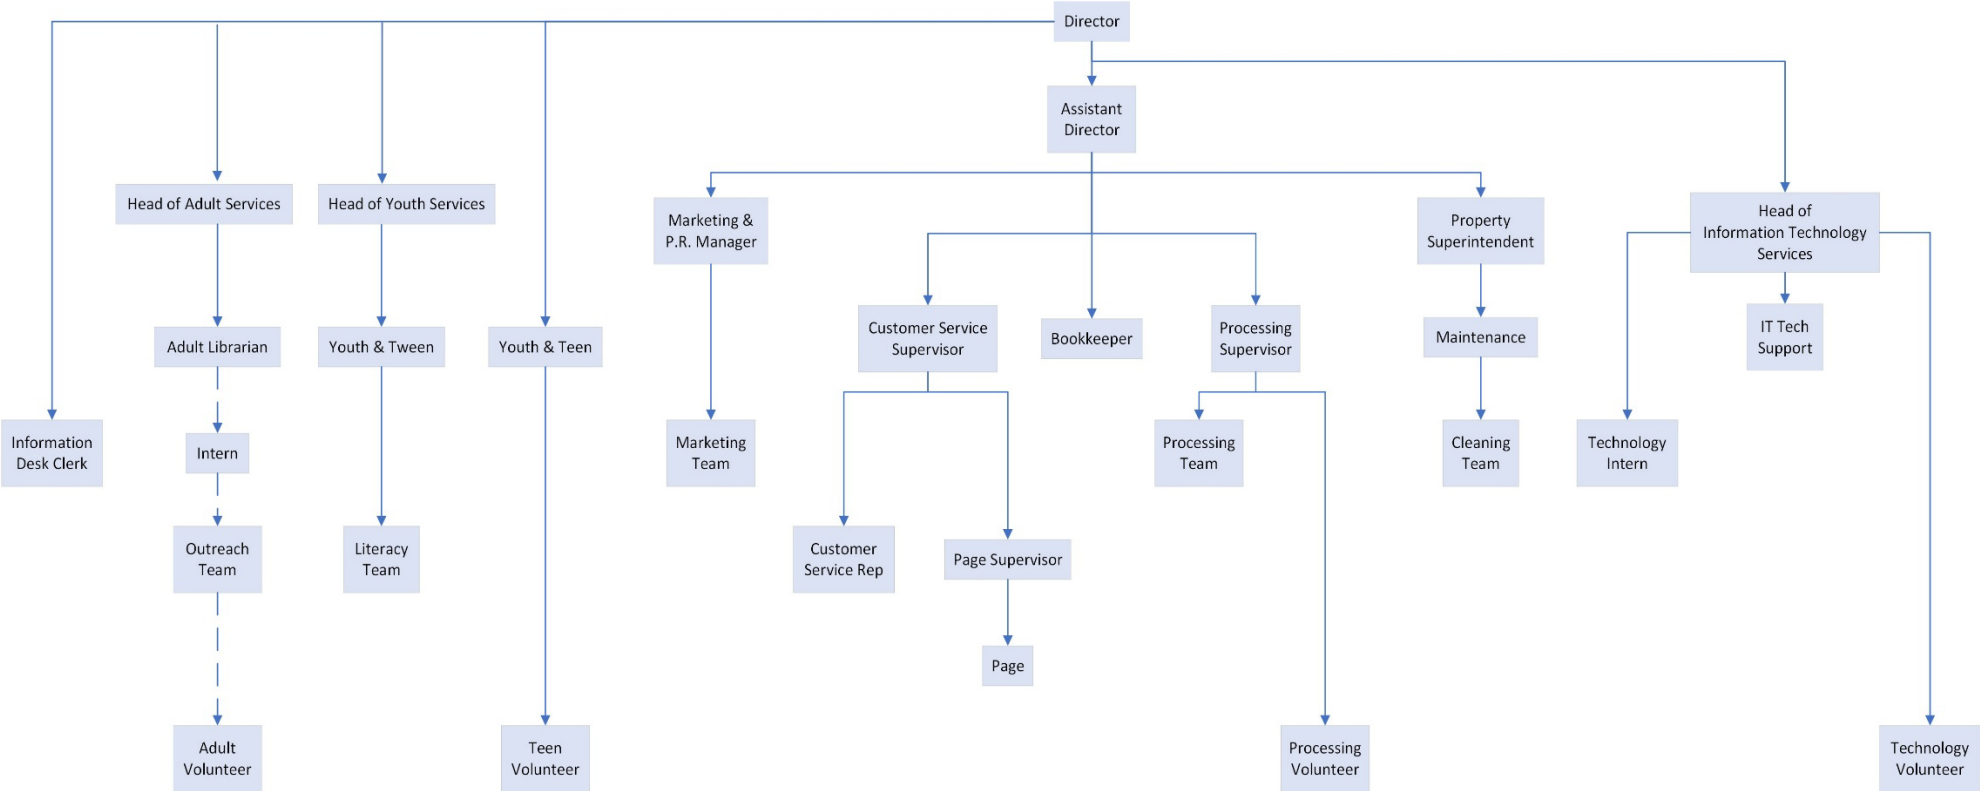 Director
Assistant
Director
Head of Adult Services
Head of Youth Services
Marketing &
P.R. Manager
Property
Superintendent
Head of
Information Technology
Services
Adult Librarian
Youth & Tween
Youth & Teen
Customer Service
Supervisor
Bookkeeper
Processing
Supervisor
Maintenance
IT Tech
Support
Information
Desk Clerk
Intern
Marketing
Team
Processing
Team
Cleaning
Team
Technology
Intern
Outreach
Team
Literacy
Team
Customer
Service Rep
Page Supervisor
Page
Adult
Volunteer
Teen
Volunteer
Processing
Volunteer
Technology
Volunteer